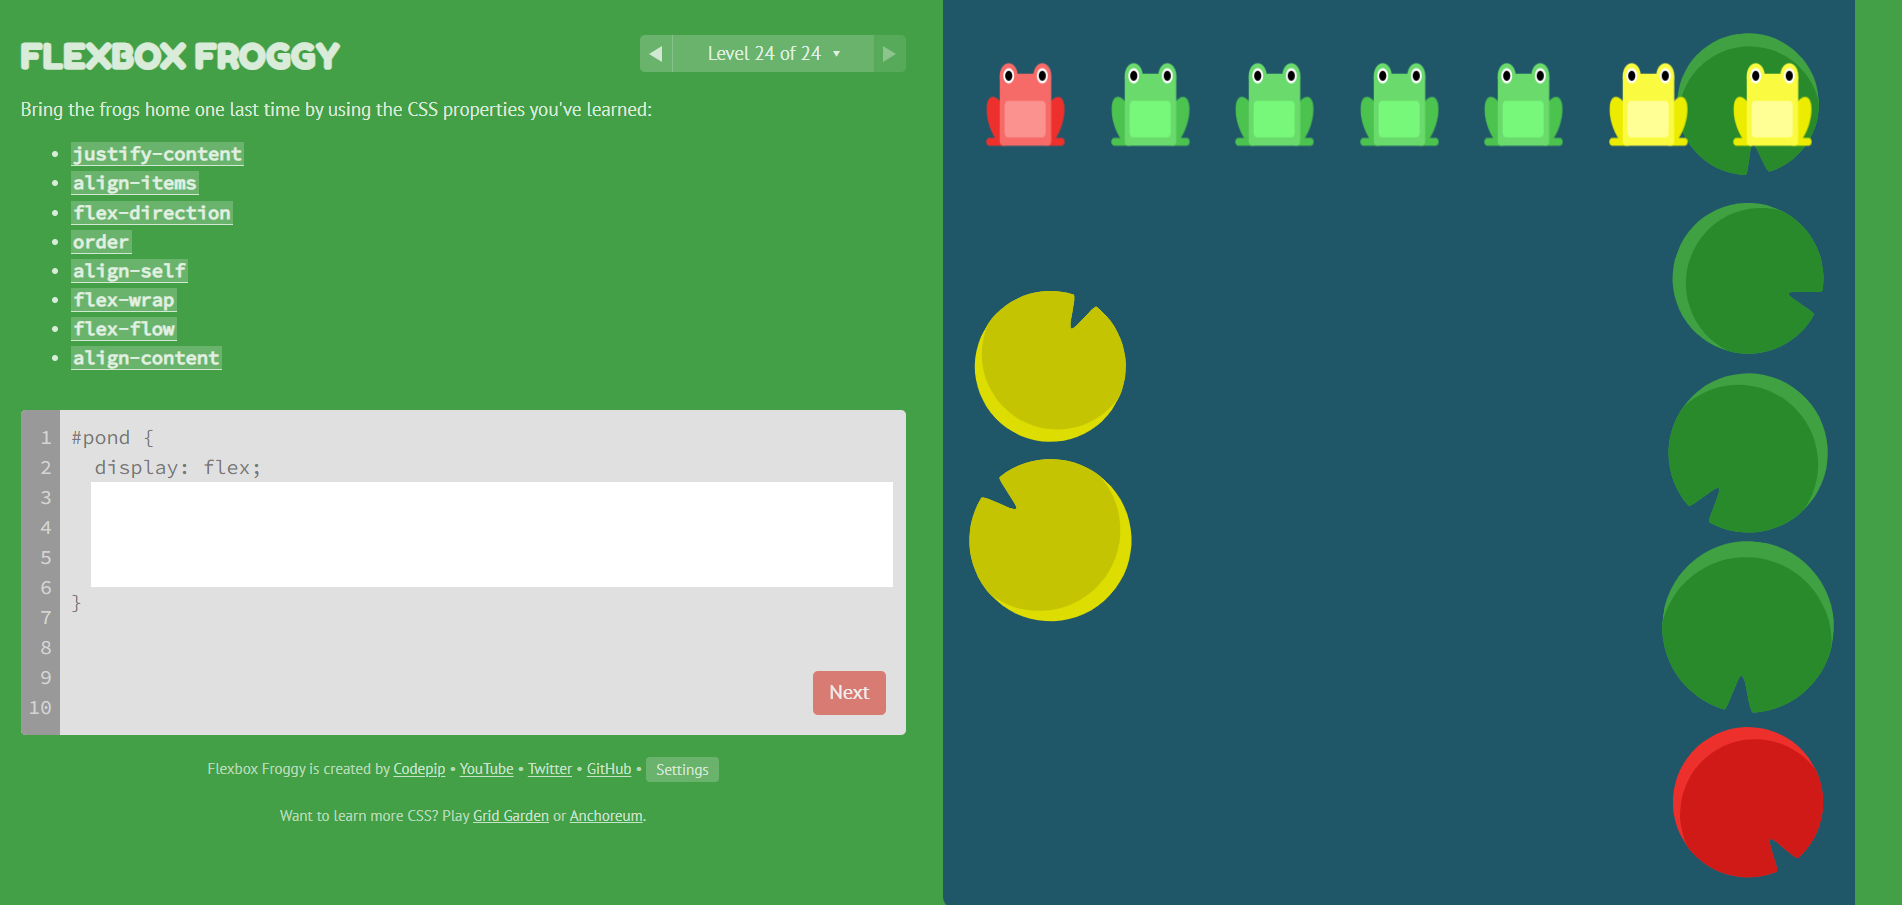 FLEXBOX FROGGY
◀ Level 24 of 24 ▾ ▶
Bring the frogs home one last time by using the CSS properties you've learned:
• justify-content
• align-items
• flex-direction
• order
• align-self
• flex-wrap
• flex-flow
• align-content
1 #pond {
2 display: flex;
3
4
5
6
}
7
8
9
10
Next
Flexbox Froggy is created by Codepip • YouTube • Twitter • GitHub • Settings
Want to learn more CSS? Play Grid Garden or Anchoreum.